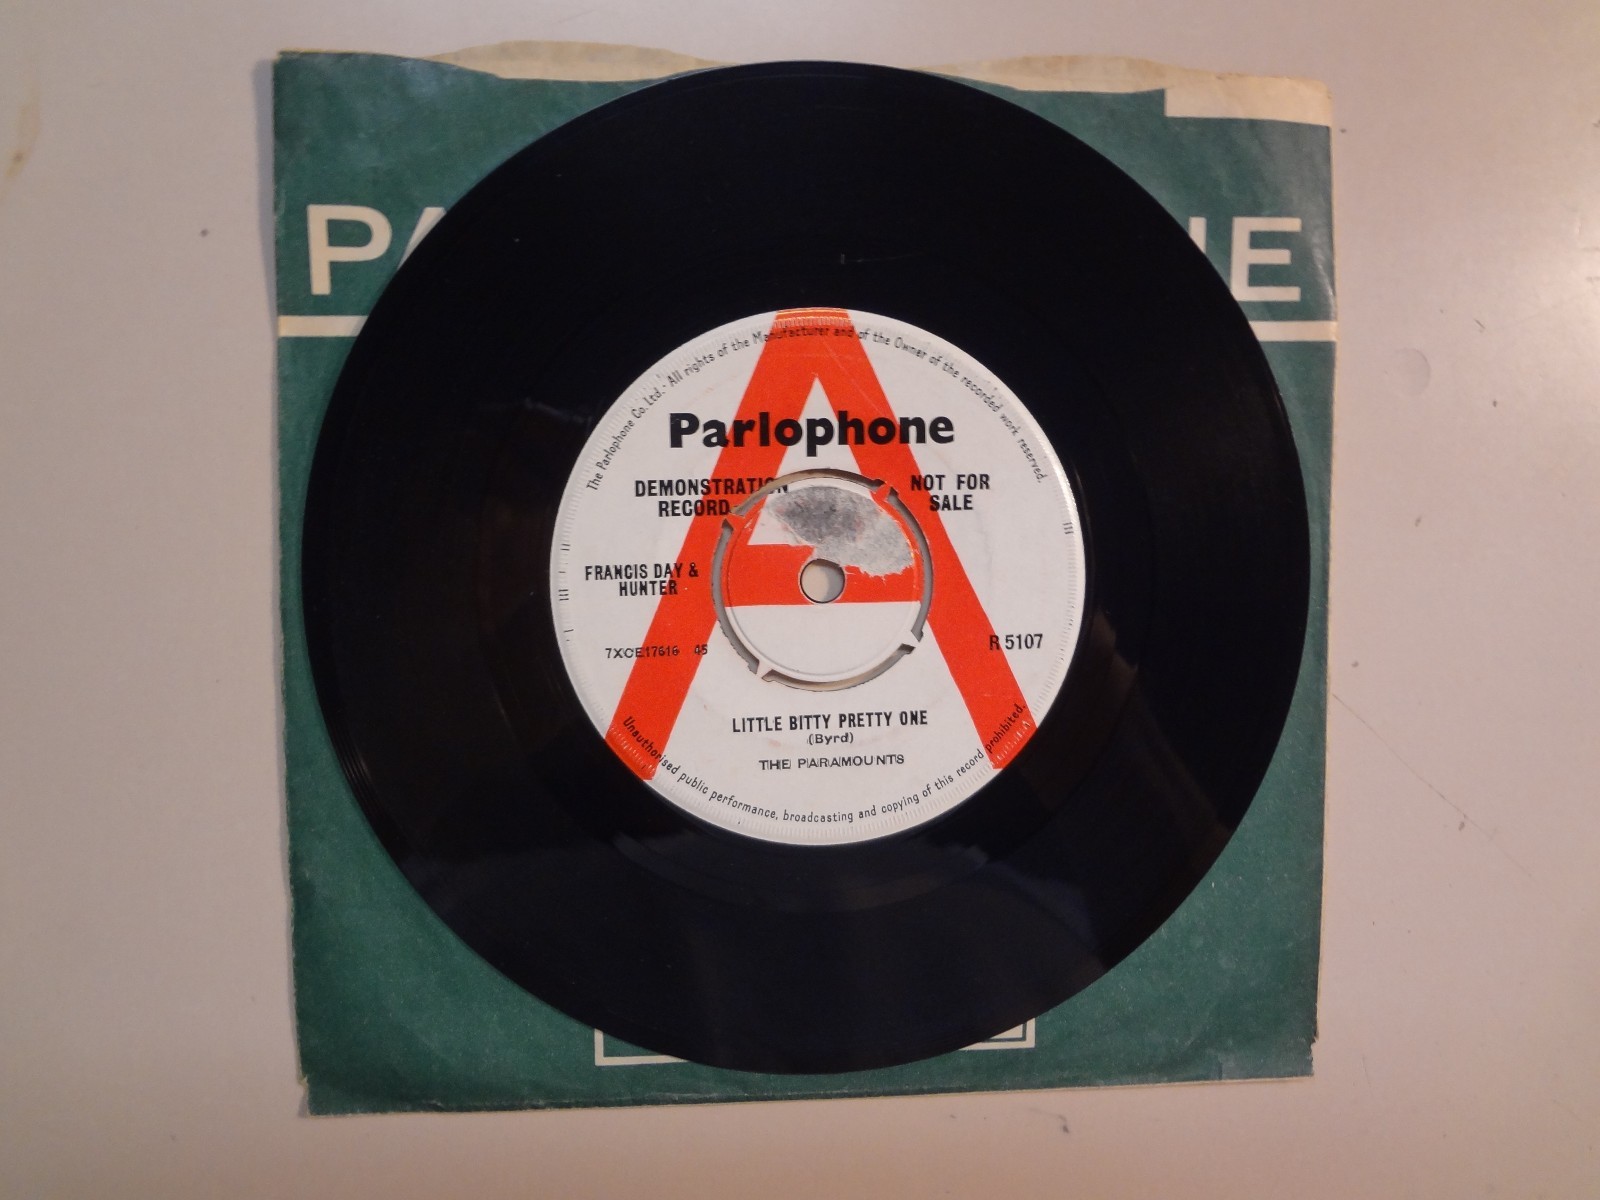 The Parlophone Co. Ltd. - All rights of the Manufacturer and of the Owner of the recorded work reserved.
Parlophone
DEMONSTRATION RECORD
NOT FOR SALE
FRANCIS DAY & HUNTER
7XCE17616 45
R 5107
LITTLE BITTY PRETTY ONE
(Byrd)
THE PARAMOUNTS
Unauthorised public performance, broadcasting and copying of this record prohibited.